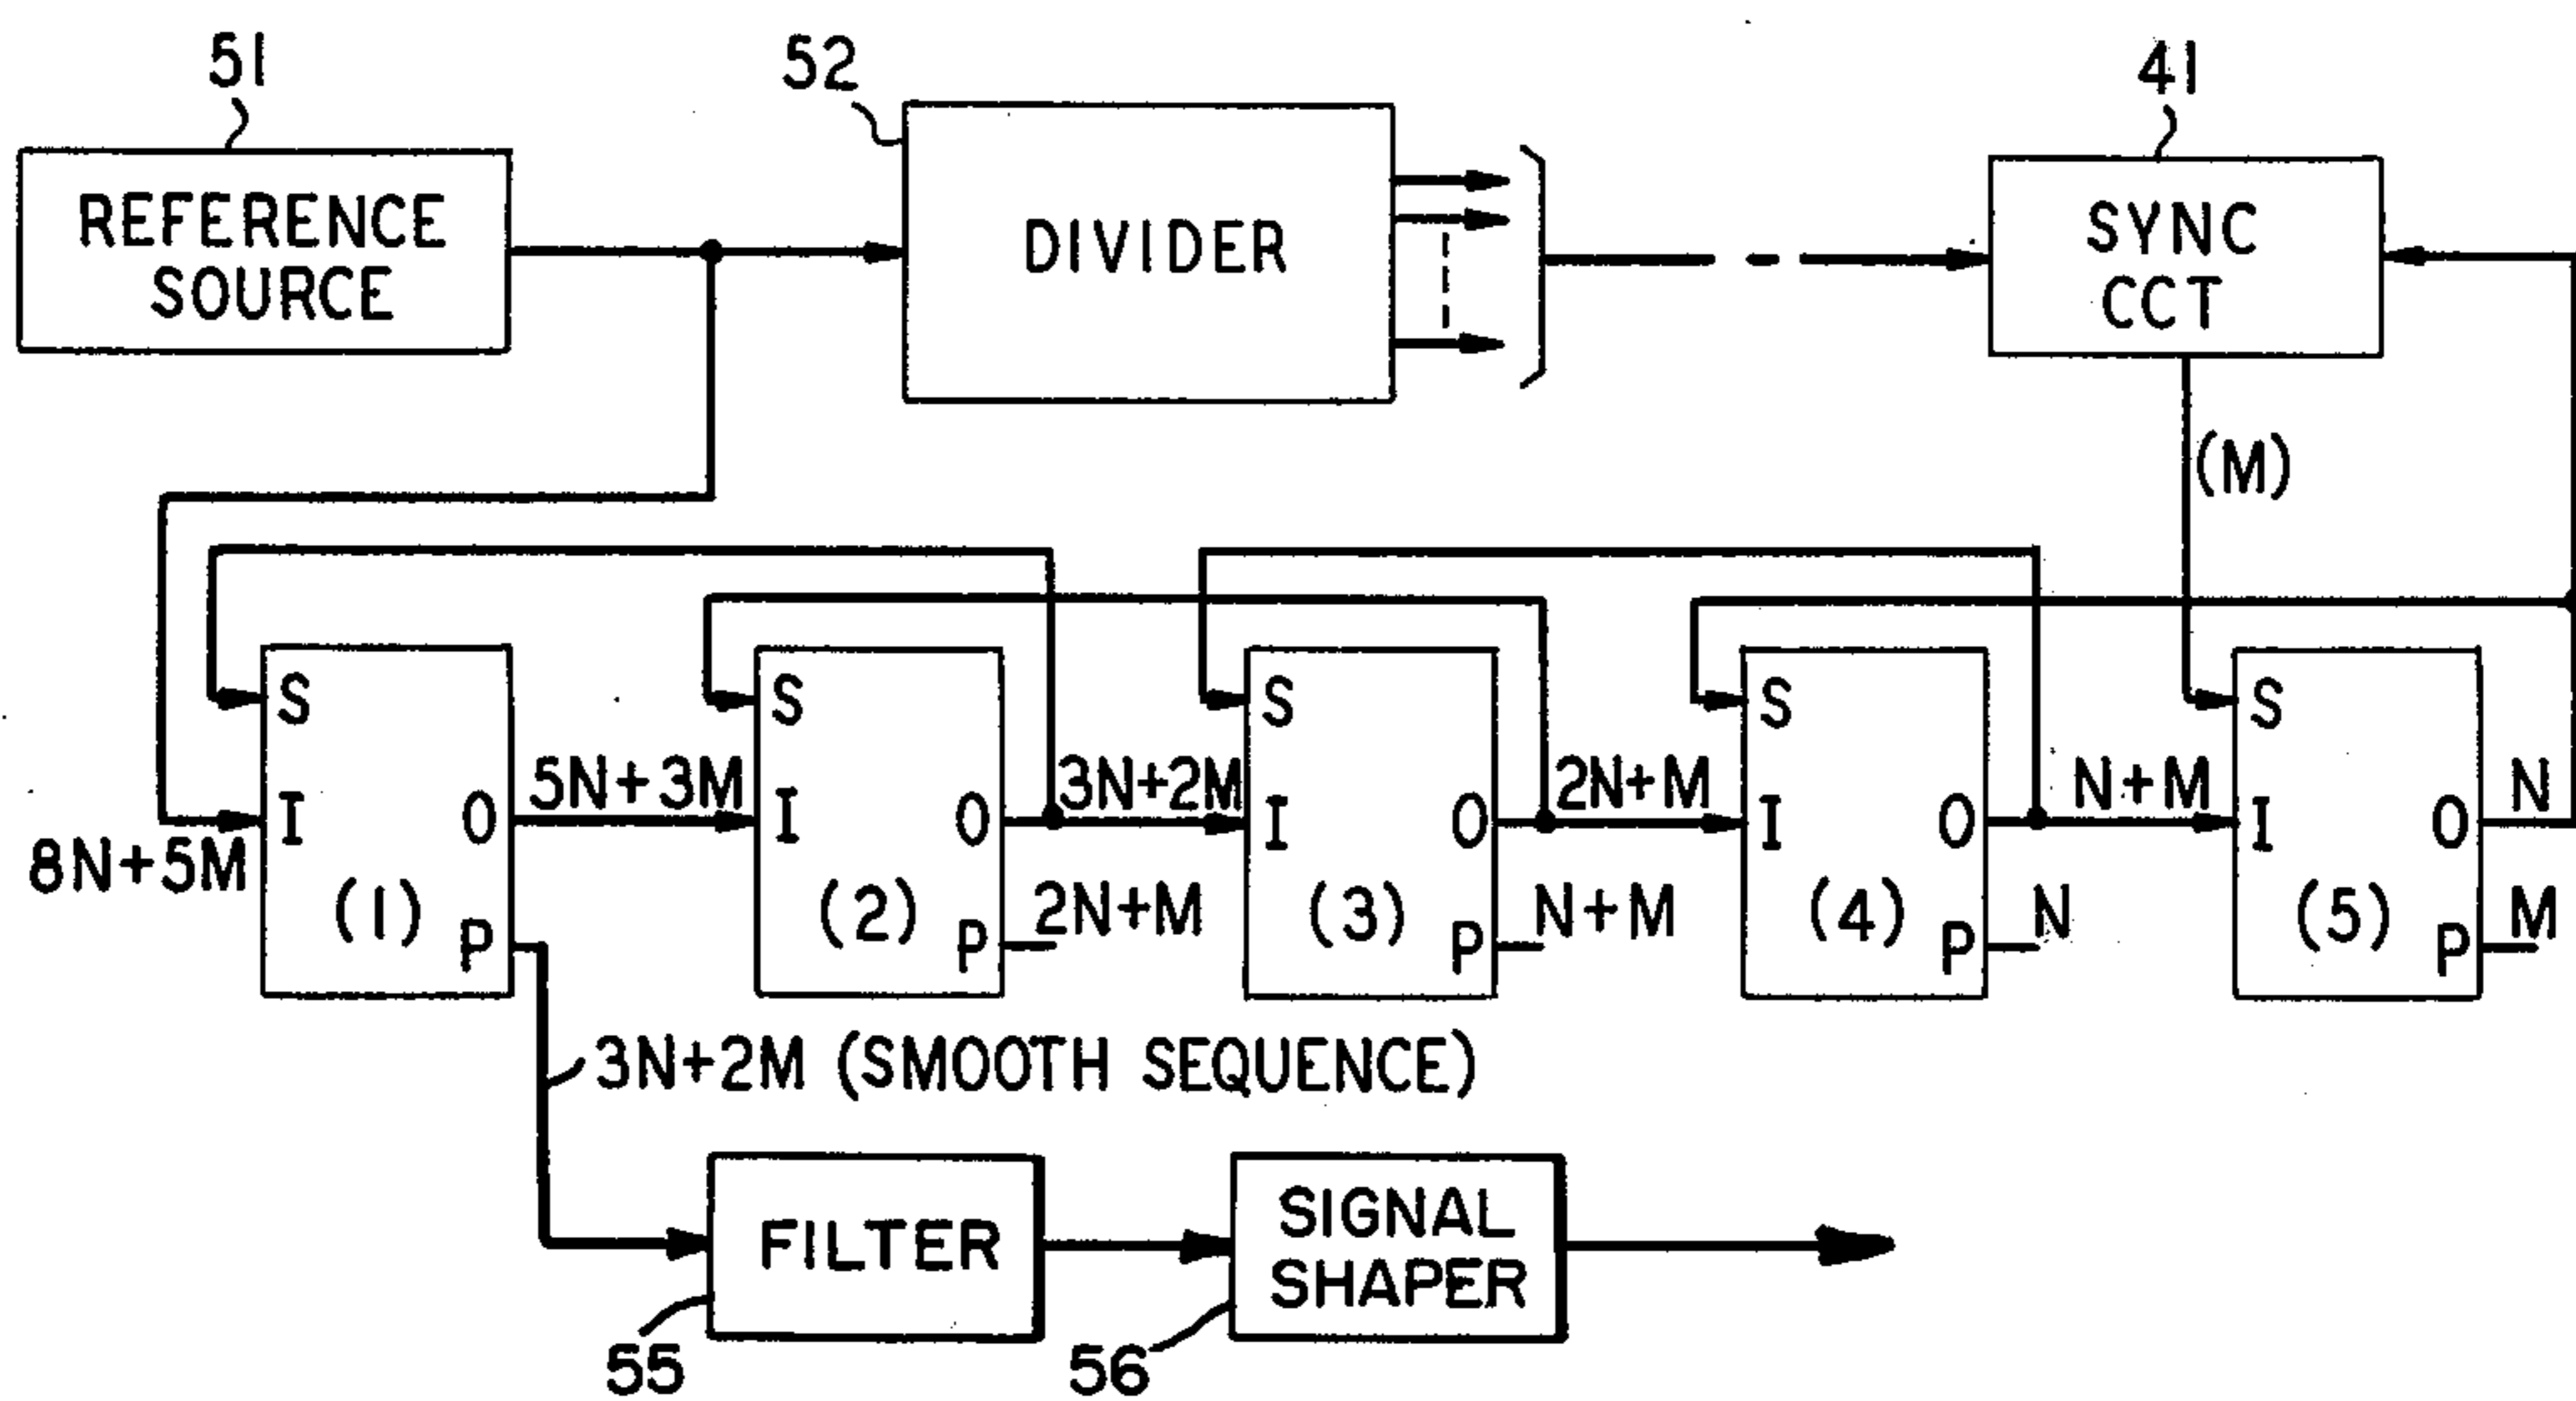 51
52
41
REFERENCE
SOURCE
DIVIDER
SYNC
CCT
(M)
S
I
O
(1)
P
8N+5M
5N+3M
S
I
O
(2)
P
3N+2M
2N+M
S
I
O
(3)
P
2N+M
N+M
S
I
O
(4)
P
N+M
N
S
I
O
(5)
P
N
M
3N+2M (SMOOTH SEQUENCE)
FILTER
SIGNAL
SHAPER
55
56